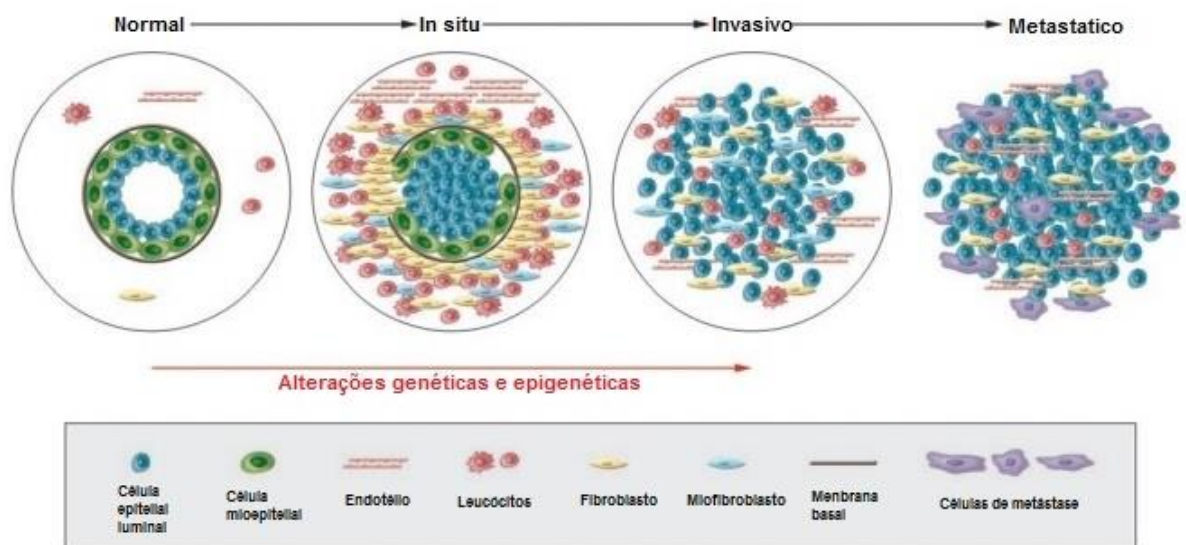 Normal
In situ
Invasivo
Metastatico
Alterações genéticas e epigenéticas
Célula
epitelial
luminal
Célula
mioepitelial
Endotélio
Leucócitos
Fibroblasto
Miofibroblasto
Menbrana
basal
Células de metástase